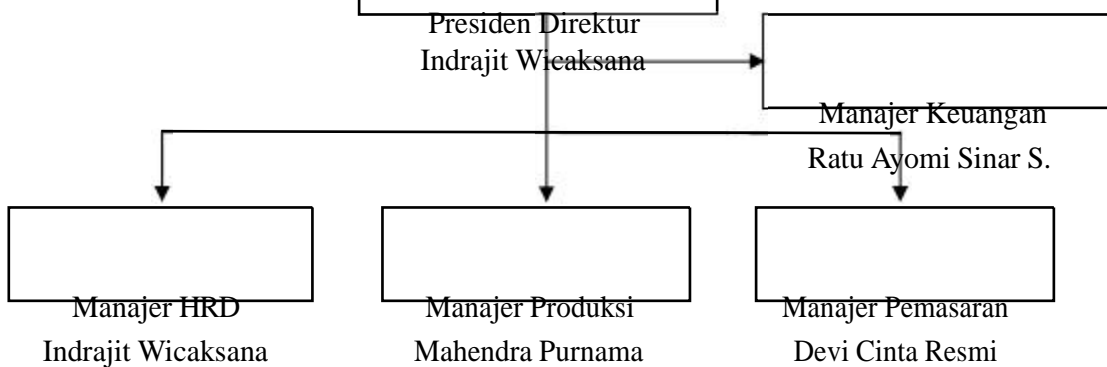 Presiden Direktur
Indrajit Wicaksana
Manajer Keuangan
Ratu Ayomi Sinar S.
Manajer HRD
Indrajit Wicaksana
Manajer Produksi
Mahendra Purnama
Manajer Pemasaran
Devi Cinta Resmi